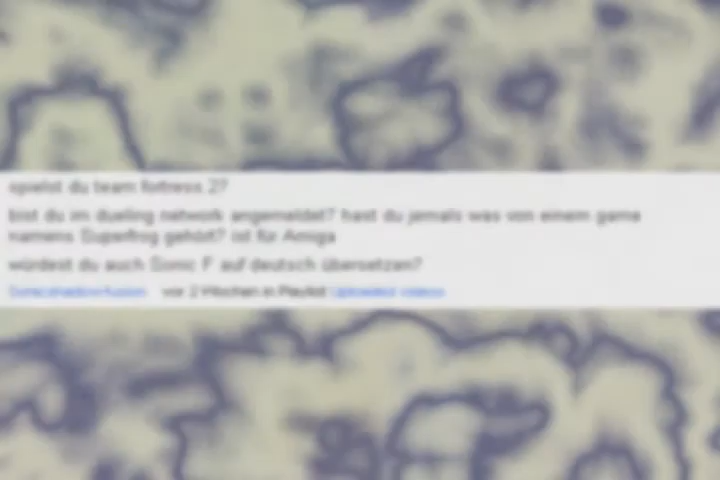 spielst du team fortress 2?
bist du im dueling network angemeldet? hast du jemals was von einem game
namens Superfrog gehört? ist für Amiga
würdest du auch Sonic F auf deutsch übersetzen?
vor 2 Wochen in Playlist Uploaded videos